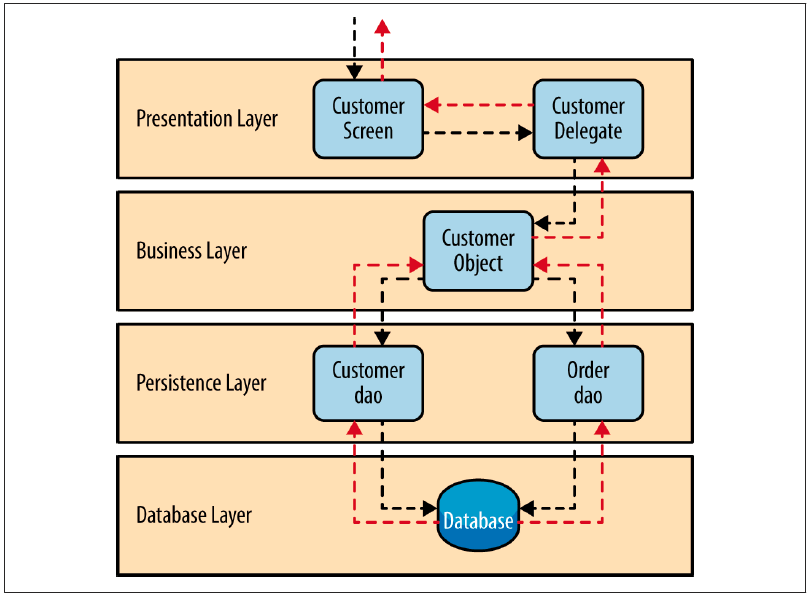 Presentation Layer
Customer
Screen
Customer
Delegate
Business Layer
Customer
Object
Persistence Layer
Customer
dao
Order
dao
Database Layer
Database